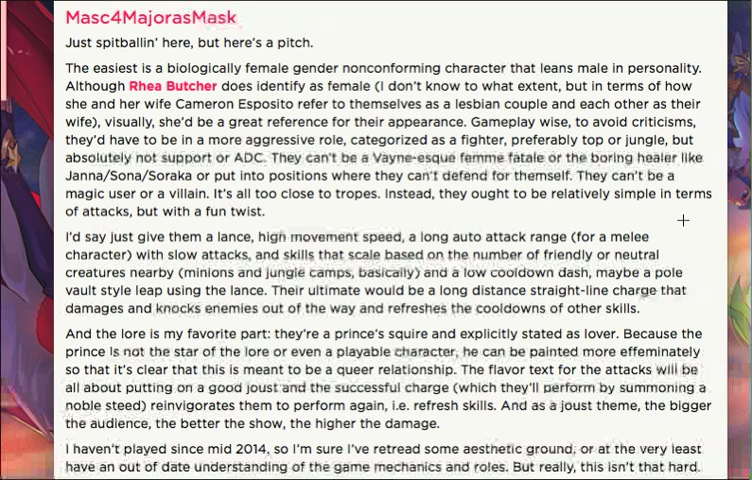 Masc4MajorasMask
Just spitballin' here, but here's a pitch.
The easiest is a biologically female gender nonconforming character that leans male in personality.
Although Rhea Butcher does identify as female (I don't know to what extent, but in terms of how
she and her wife Cameron Esposito refer to themselves as a lesbian couple and each other as their
wife), visually, she'd be a great reference for their appearance. Gameplay wise, to avoid criticisms,
they'd have to be in a more aggressive role, categorized as a fighter, preferably top or jungle, but
absolutely not support or ADC. They can't be a Vayne-esque femme fatale or the boring healer like
Janna/Sona/Soraka or put into positions where they can't defend for themself. They can't be a
magic user or a villain. It's all too close to tropes. Instead, they ought to be relatively simple in terms
of attacks, but with a fun twist.
I'd say just give them a lance, high movement speed, a long auto attack range (for a melee
character) with slow attacks, and skills that scale based on the number of friendly or neutral
creatures nearby (minions and jungle camps, basically) and a low cooldown dash, maybe a pole
vault style leap using the lance. Their ultimate would be a long distance straight-line charge that
damages and knocks enemies out of the way and refreshes the cooldowns of other skills.
And the lore is my favorite part: they're a prince's squire and explicitly stated as lover. Because the
prince is not the star of the lore or even a playable character, he can be painted more effeminately
so that it's clear that this is meant to be a queer relationship. The flavor text for the attacks will be
all about putting on a good joust and the successful charge (which they'll perform by summoning a
noble steed) reinvigorates them to perform again, i.e. refresh skills. And as a joust theme, the bigger
the audience, the better the show, the higher the damage.
I haven't played since mid 2014, so I'm sure I've retread some aesthetic ground, or at the very least
have an out of date understanding of the game mechanics and roles. But really, this isn't that hard.